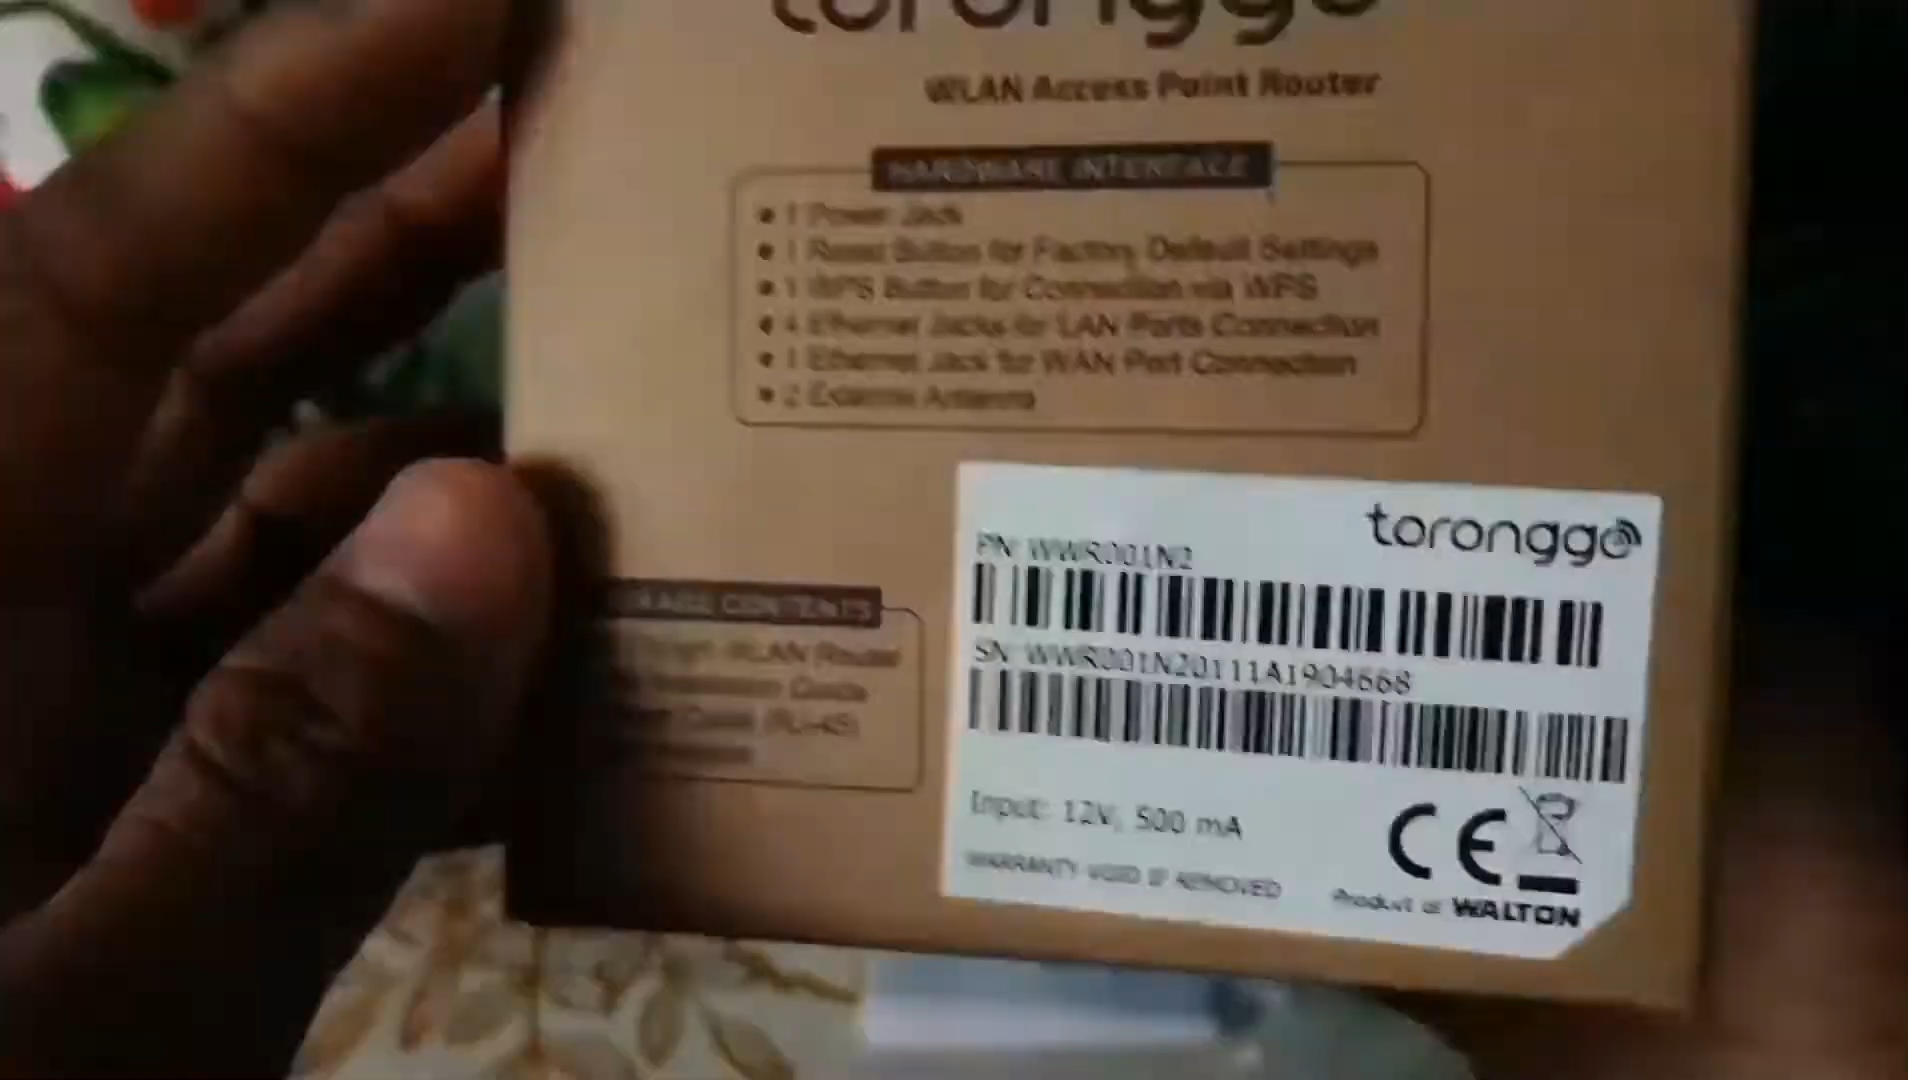 toronggo
WLAN Access Point Router
HARDWARE INTERFACE
• 1 Power Jack
• 1 Reset Button for Factory Default Settings
• 1 WPS Button for Connection via WPS
• 4 Ethernet Jacks for LAN Ports Connection
• 1 Ethernet Jack for WAN Port Connection
• 2 External Antenna
toronggo
PN: WWR001N2
SN: WWR001N20111A1904668
CONTENTS
WLAN Router
Installation Guide
(RJ-45)
Input: 12V, 500 mA
CE
WARRANTY VOID IF REMOVED
Product of WALTON